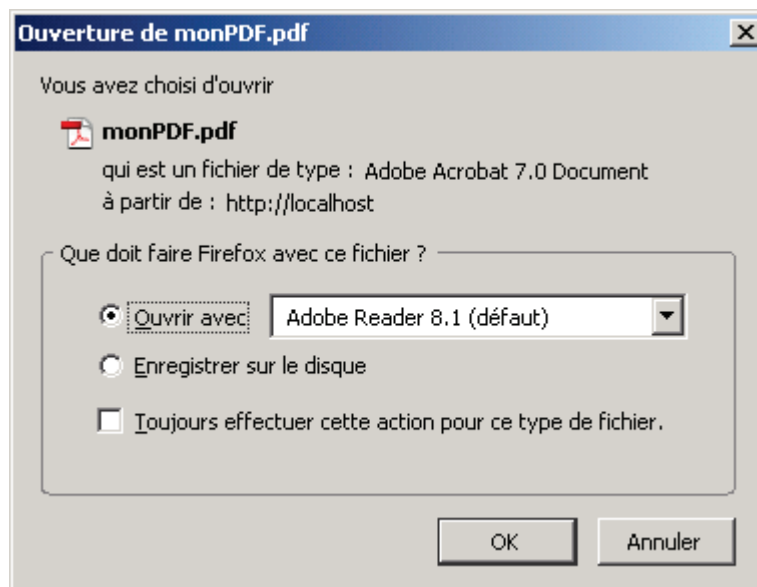 Ouverture de monPDF.pdf
Vous avez choisi d'ouvrir
monPDF.pdf
qui est un fichier de type : Adobe Acrobat 7.0 Document
à partir de : http://localhost
Que doit faire Firefox avec ce fichier ?
Ouvrir avec Adobe Reader 8.1 (défaut)
Enregistrer sur le disque
Toujours effectuer cette action pour ce type de fichier.
OK Annuler